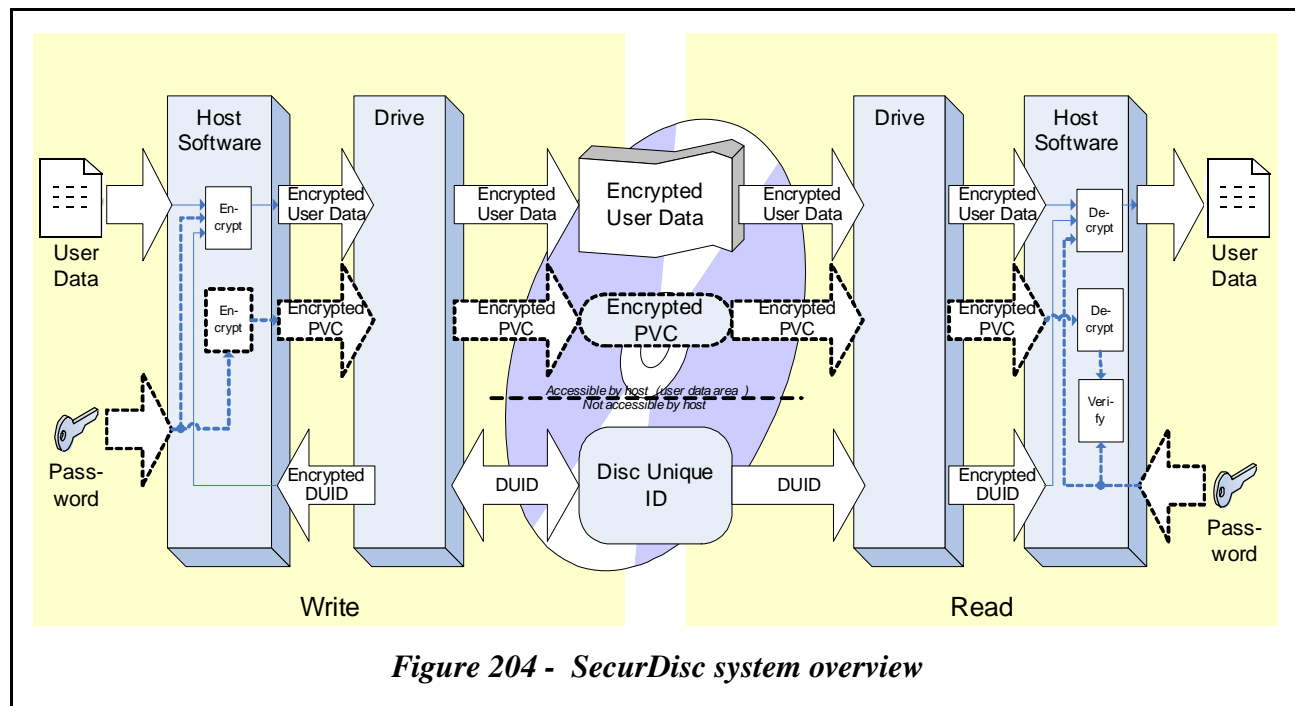 Host
Software
Drive
Drive
Host
Software
User
Data
En-
crypt
Encrypted
User Data
Encrypted
User Data
Encrypted
User Data
Encrypted
User Data
Encrypted
User Data
De-
crypt
User
Data
En-
crypt
Encrypted
PVC
Encrypted
PVC
Encrypted
PVC
Encrypted
PVC
Encrypted
PVC
De-
crypt
Accessible by host (user data area )
Not accessible by host
Veri-
fy
Pass-
word
Encrypted
DUID
DUID
Disc Unique
ID
DUID
Encrypted
DUID
Pass-
word
Write
Read
Figure 204 - SecurDisc system overview